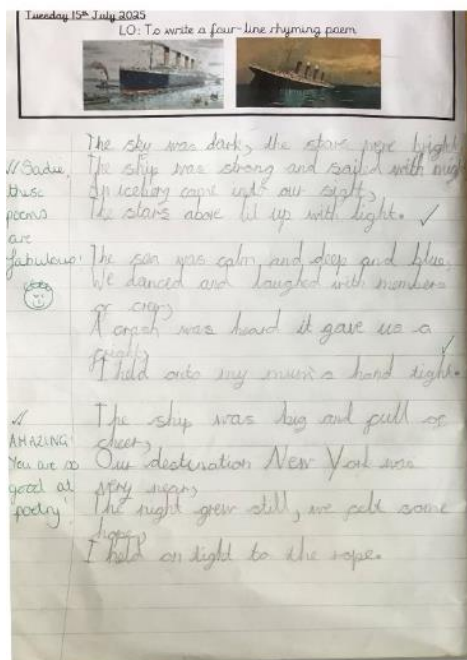 Tuesday 15th July 2025
LO: To write a four-line rhyming poem
The sky was dark, the stars were bright
The ship was strong and sailed with might
An iceberg came into our sight,
The stars above lit up with light.
// Sadie,
these
poems
are
fabulous!
The sea was calm and deep and blue,
We danced and laughed with members
of crew,
A crash was heard it gave us a
fright,
I held onto my mum's hand tight.
The ship was big and full of
cheer,
Our destination New York was
very near,
The night grew still, we felt some
hope,
I held on tight to the rope.
//
AMAZING!
You are so
good at
poetry!